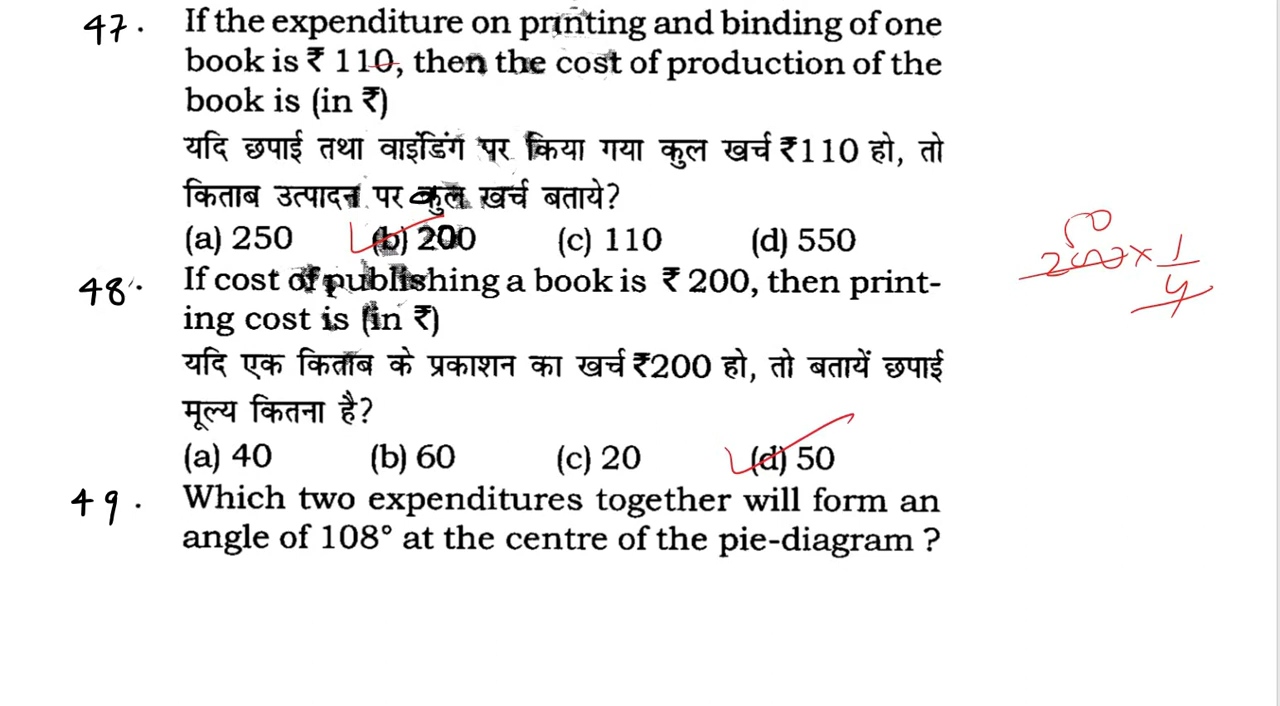 47. If the expenditure on printing and binding of one
book is ₹ 110, then the cost of production of the
book is (in ₹)
यदि छपाई तथा वाइंडिंग पर किया गया कुल खर्च ₹110 हो, तो
किताब उत्पादन पर कुल खर्च बताये?
(a) 250 (b) 200 (c) 110 (d) 550
50
200 × 1/4
48. If cost of publishing a book is ₹ 200, then print-
ing cost is (in ₹)
यदि एक किताब के प्रकाशन का खर्च ₹200 हो, तो बतायें छपाई
मूल्य कितना है?
(a) 40 (b) 60 (c) 20 (d) 50
49. Which two expenditures together will form an
angle of 108° at the centre of the pie-diagram ?